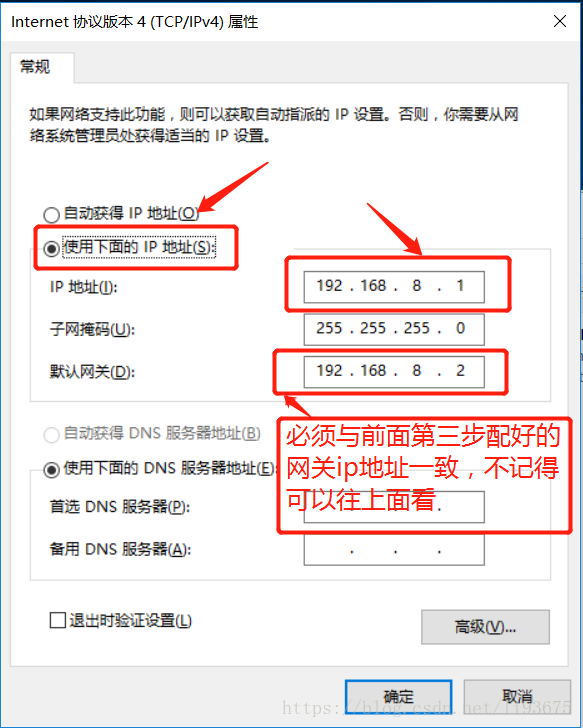 Internet 协议版本 4 (TCP/IPv4) 属性
常规
如果网络支持此功能，则可以获取自动指派的 IP 设置。否则，你需要从网
络系统管理员处获得适当的 IP 设置。
自动获得 IP 地址(O)
使用下面的 IP 地址(S):
IP 地址(I): 192 . 168 . 8 . 1
子网掩码(U): 255 . 255 . 255 . 0
默认网关(D): 192 . 168 . 8 . 2
自动获得 DNS 服务器地址(B)
使用下面的 DNS 服务器地址(E):
必须与前面第三步配好的
网关ip地址一致，不记得
可以往上面看
首选 DNS 服务器(P): .
备用 DNS 服务器(A): . . .
退出时验证设置(L)
高级(V)...
确定 取消